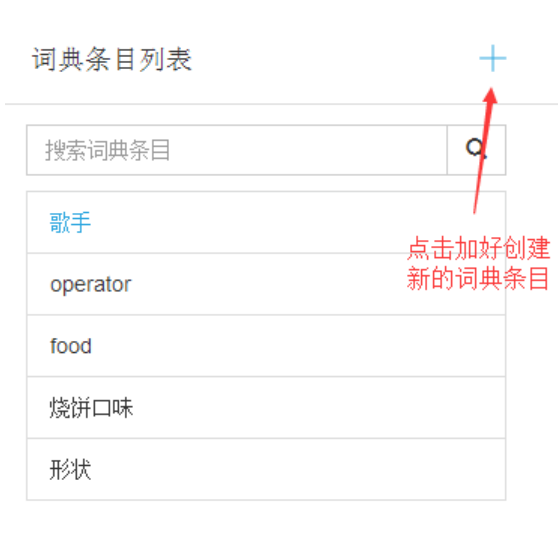 词典条目列表
搜索词典条目
歌手
点击加好创建
新的词典条目
operator
food
烧饼口味
形状